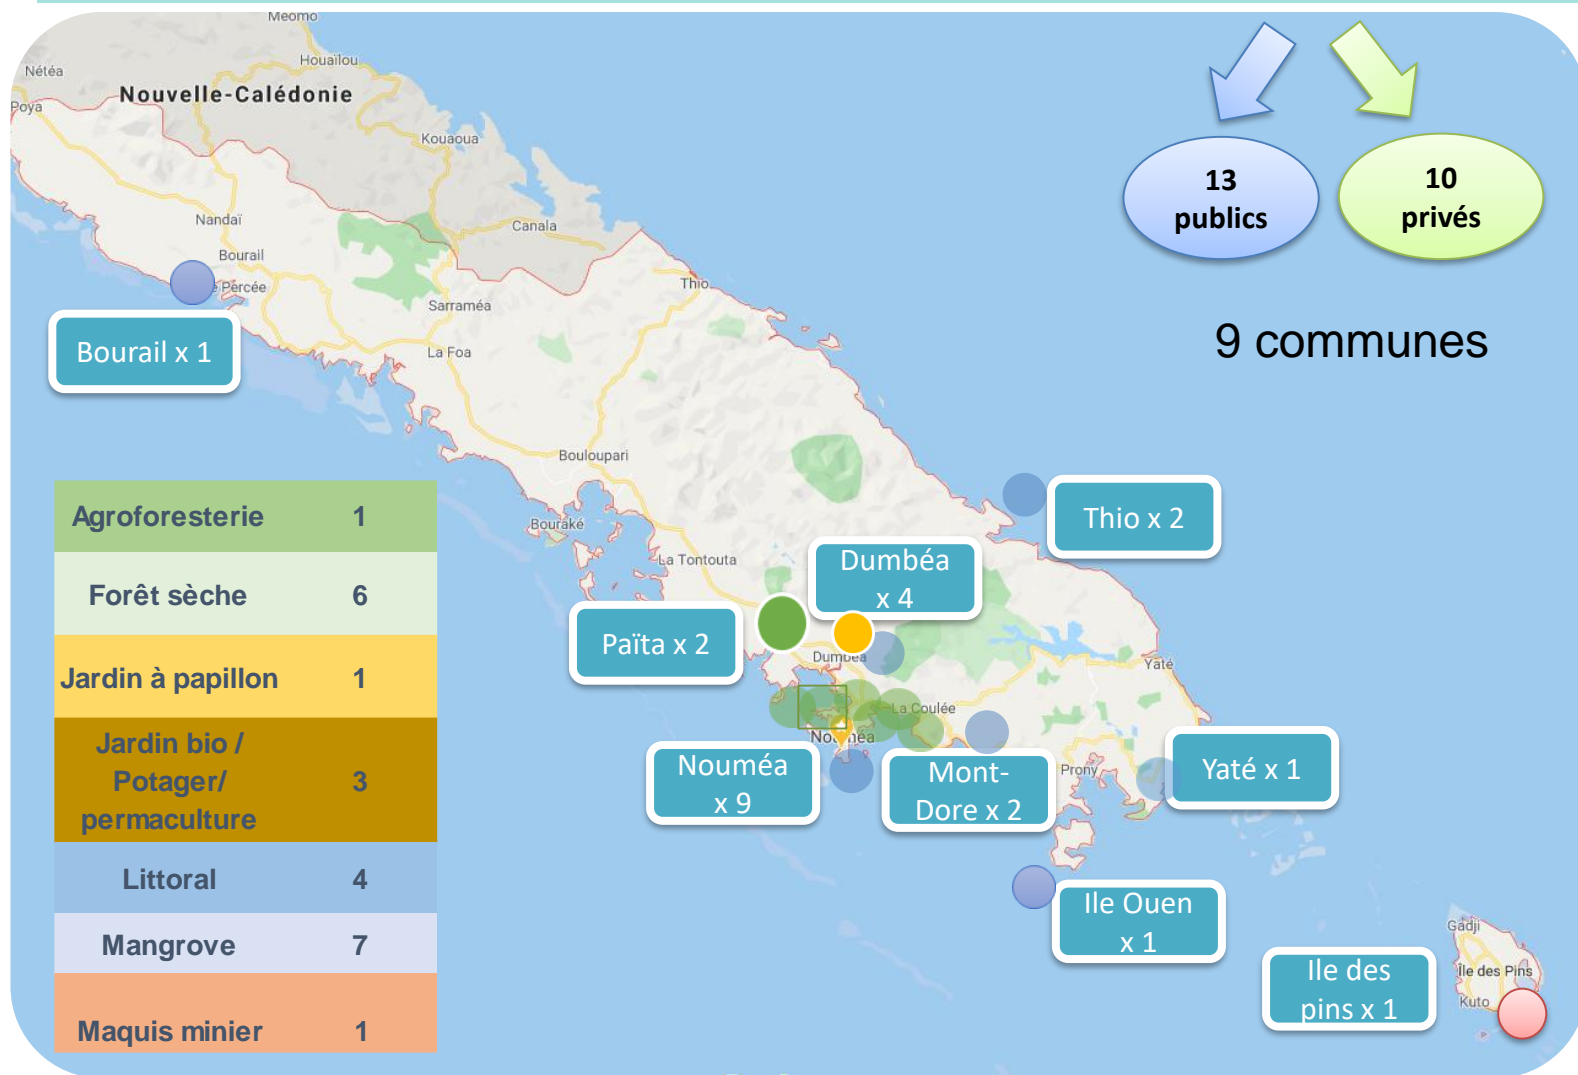 Meomo
Houaïlou
Nétéa
Nouvelle-Calédonie
Poya
Kouaoua
13
publics
10
privés
Nandaï
Canala
Bourail
Thio
Percée
Sarraméa
9 communes
Bourail x 1
La Foa
Bouloupari
Agroforesterie 1
Forêt sèche 6
Jardin à papillon 1
Jardin bio /
Potager/ 3
permaculture
Littoral 4
Mangrove 7
Maquis minier 1
Bouraké
La Tontouta
Thio x 2
Dumbéa
x 4
Païta x 2
Dumbéa
Yaté
La Coulée
Nouméa
Nouméa
x 9
Mont-
Dore x 2
Prony
Yaté x 1
Ile Ouen
x 1
Gadji
Île des Pins
Kuto
Ile des
pins x 1